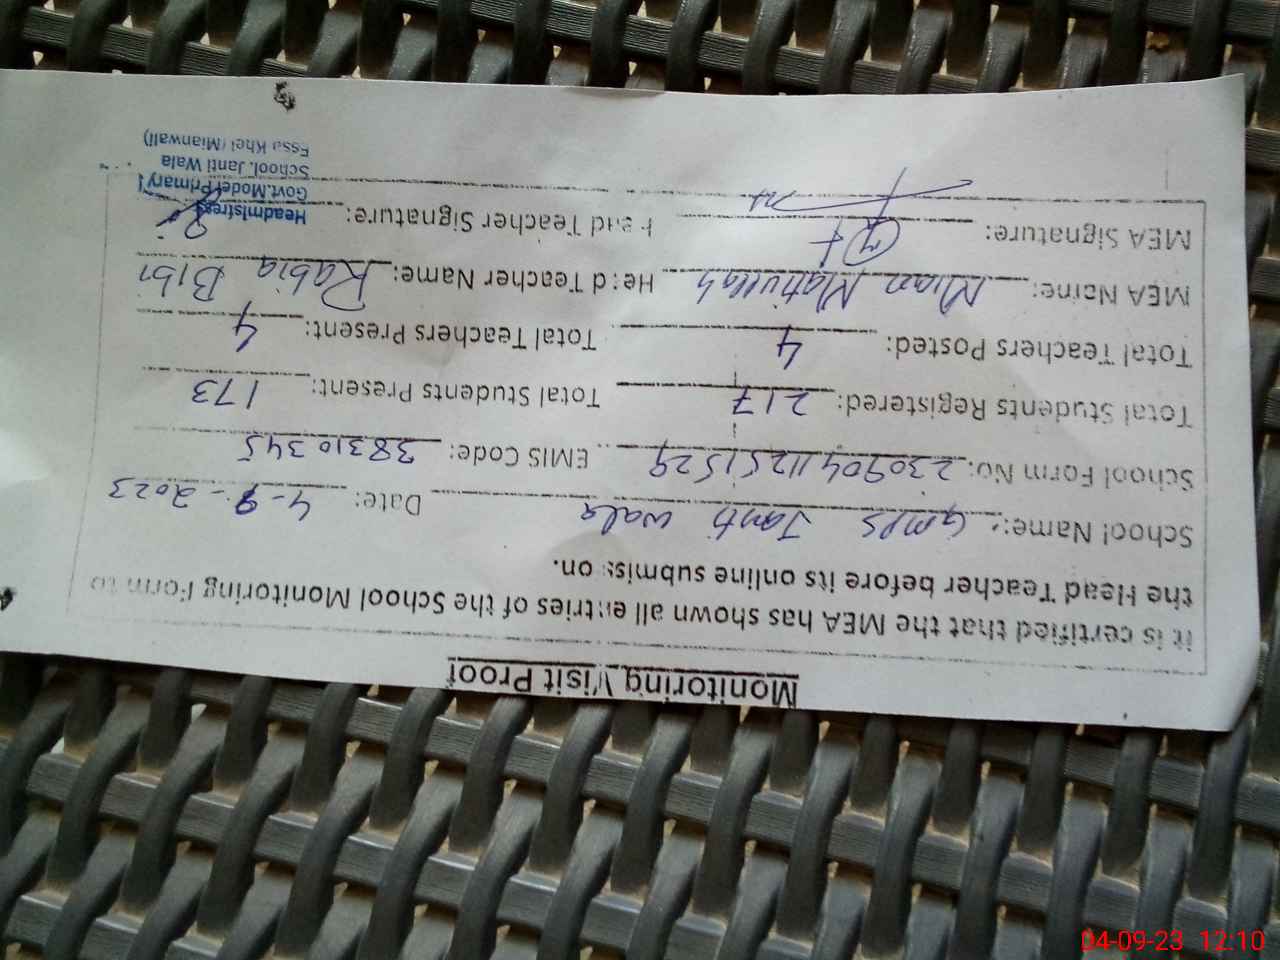 Monitoring Visit Proof
It is certified that the MEA has shown all entries of the School Monitoring Form to
the Head Teacher before its online submission.
School Name: GMPS Janti wala Date: 4-9-2023
School Form No: 23090411251529 EMIS Code: 38310345
Total Students Registered: 217 Total Students Present: 173
Total Teachers Posted: 4 Total Teachers Present: 4
MEA Name: Mian Matiullah Head Teacher Name: Rabia Bibi
MEA Signature: Head Teacher Signature:
Headmistress
Govt.Model Primary
School. Janti Wala
Essa Khel (Mianwali)
04-09-23 12:10